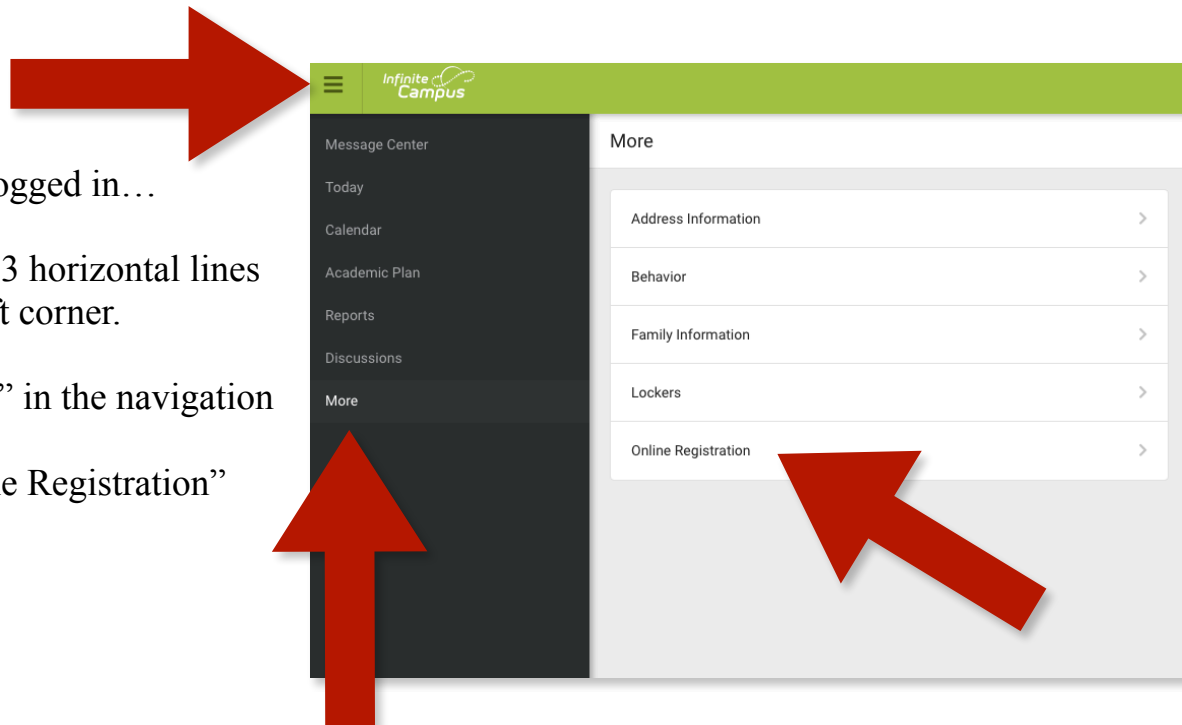 Infinite
Campus
Message Center
Today
Calendar
Academic Plan
Reports
Discussions
More
More
Address Information
Behavior
Family Information
Lockers
Online Registration
ogged in…
3 horizontal lines
t corner.
” in the navigation
e Registration”